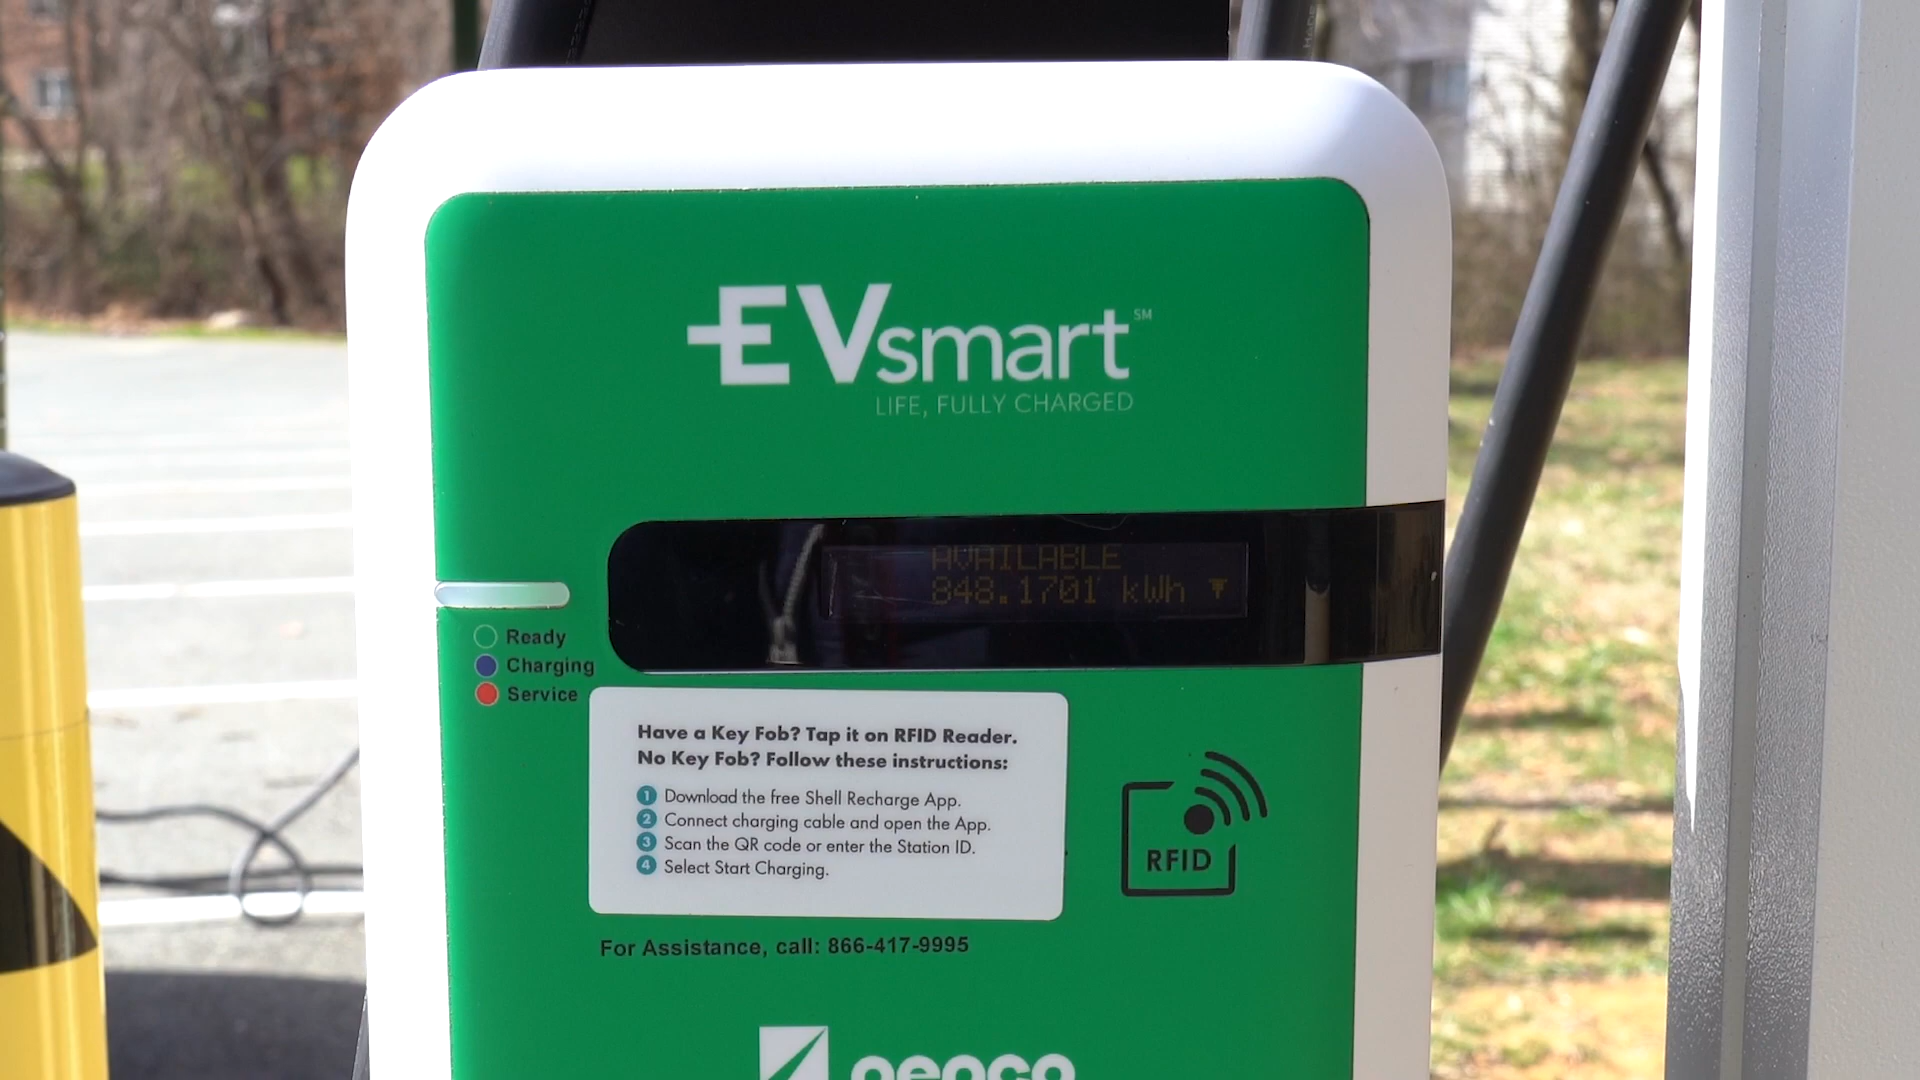 EVsmart SM
LIFE, FULLY CHARGED
AVAILABLE
848.1701 kWh
Ready
Charging
Service
Have a Key Fob? Tap it on RFID Reader.
No Key Fob? Follow these instructions:
1 Download the free Shell Recharge App.
2 Connect charging cable and open the App.
3 Scan the QR code or enter the Station ID.
4 Select Start Charging.
RFID
For Assistance, call: 866-417-9995
pepco